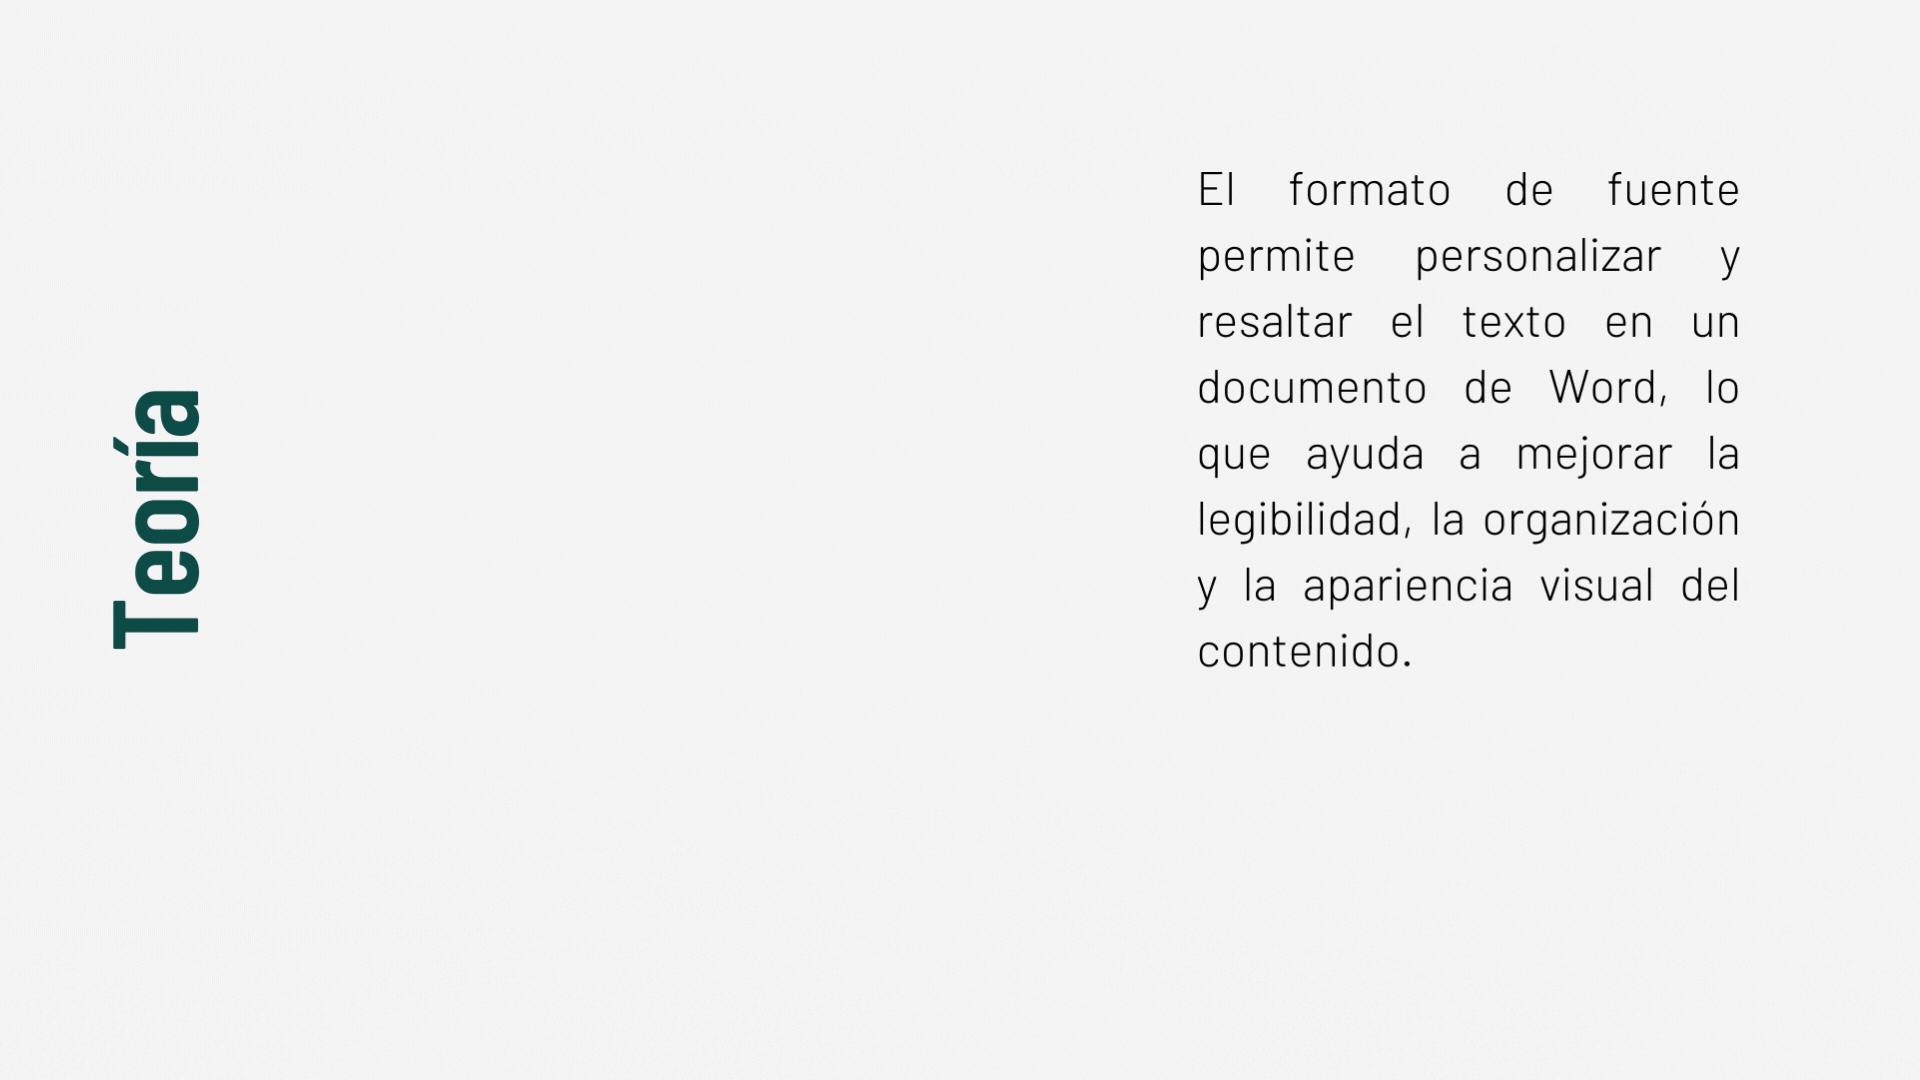 Teoría
El formato de fuente
permite personalizar y
resaltar el texto en un
documento de Word, lo
que ayuda a mejorar la
legibilidad, la organización
y la apariencia visual del
contenido.